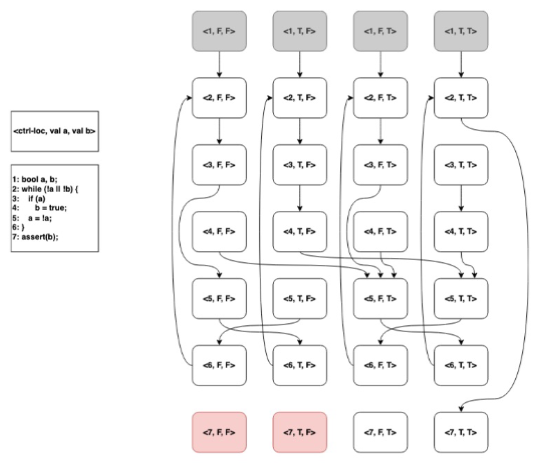 <1, F, F> <1, T, F> <1, F, T> <1, T, T>
<2, F, F> <2, T, F> <2, F, T> <2, T, T>
<ctrl-loc, val a, val b>
<3, F, F> <3, T, F> <3, F, T> <3, T, T>
1: bool a, b;
2: while (!a || !b) {
3: if (a)
4: b = true;
5: a = !a;
6: }
7: assert(b);
<4, F, F> <4, T, F> <4, F, T> <4, T, T>
<5, F, F> <5, T, F> <5, F, T> <5, T, T>
<6, F, F> <6, T, F> <6, F, T> <6, T, T>
<7, F, F> <7, T, F> <7, F, T> <7, T, T>